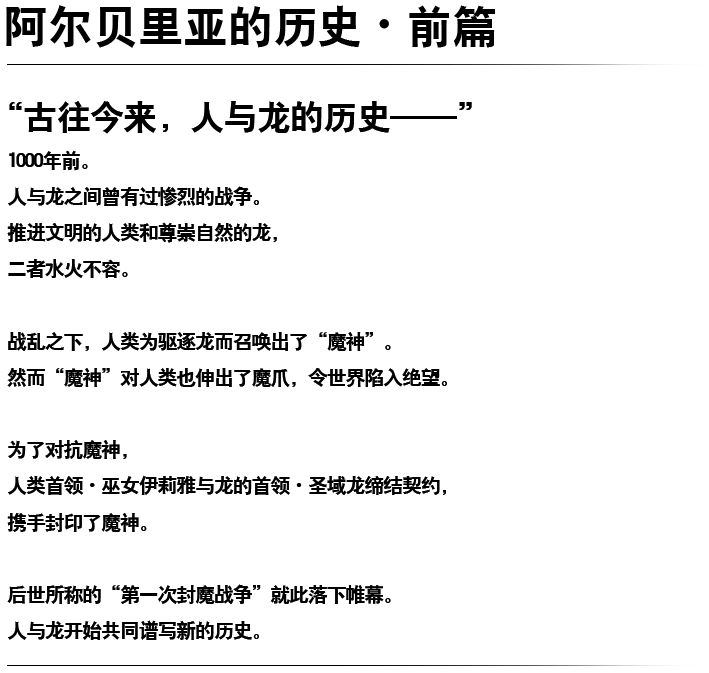 阿尔贝里亚的历史·前篇
“古往今来，人与龙的历史——”
1000年前。
人与龙之间曾有过惨烈的战争。
推进文明的人类和尊崇自然的龙，
二者水火不容。
战乱之下，人类为驱逐龙而召唤出了“魔神”。
然而“魔神”对人类也伸出了魔爪，令世界陷入绝望。
为了对抗魔神，
人类首领·巫女伊莉雅与龙的首领·圣域龙缔结契约，
携手封印了魔神。
后世所称的“第一次封魔战争”就此落下帷幕。
人与龙开始共同谱写新的历史。